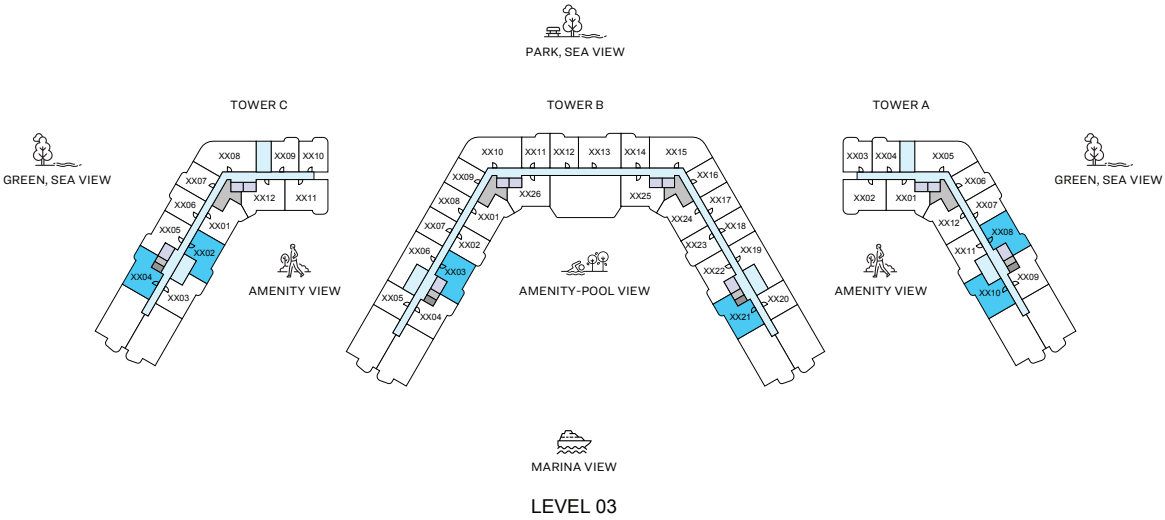 PARK, SEA VIEW
TOWER C
TOWER B
TOWER A
GREEN, SEA VIEW
GREEN, SEA VIEW
XX08
XX09
XX10
XX07
XX06
XX05
XX04
XX12
XX11
XX01
XX02
XX03
XX10
XX11
XX12
XX13
XX14
XX15
XX09
XX08
XX07
XX06
XX05
XX26
XX25
XX01
XX02
XX03
XX04
XX16
XX17
XX18
XX19
XX20
XX24
XX23
XX22
XX21
XX03
XX04
XX05
XX02
XX01
XX06
XX07
XX08
XX09
XX12
XX11
XX10
AMENITY VIEW
AMENITY-POOL VIEW
AMENITY VIEW
MARINA VIEW
LEVEL 03